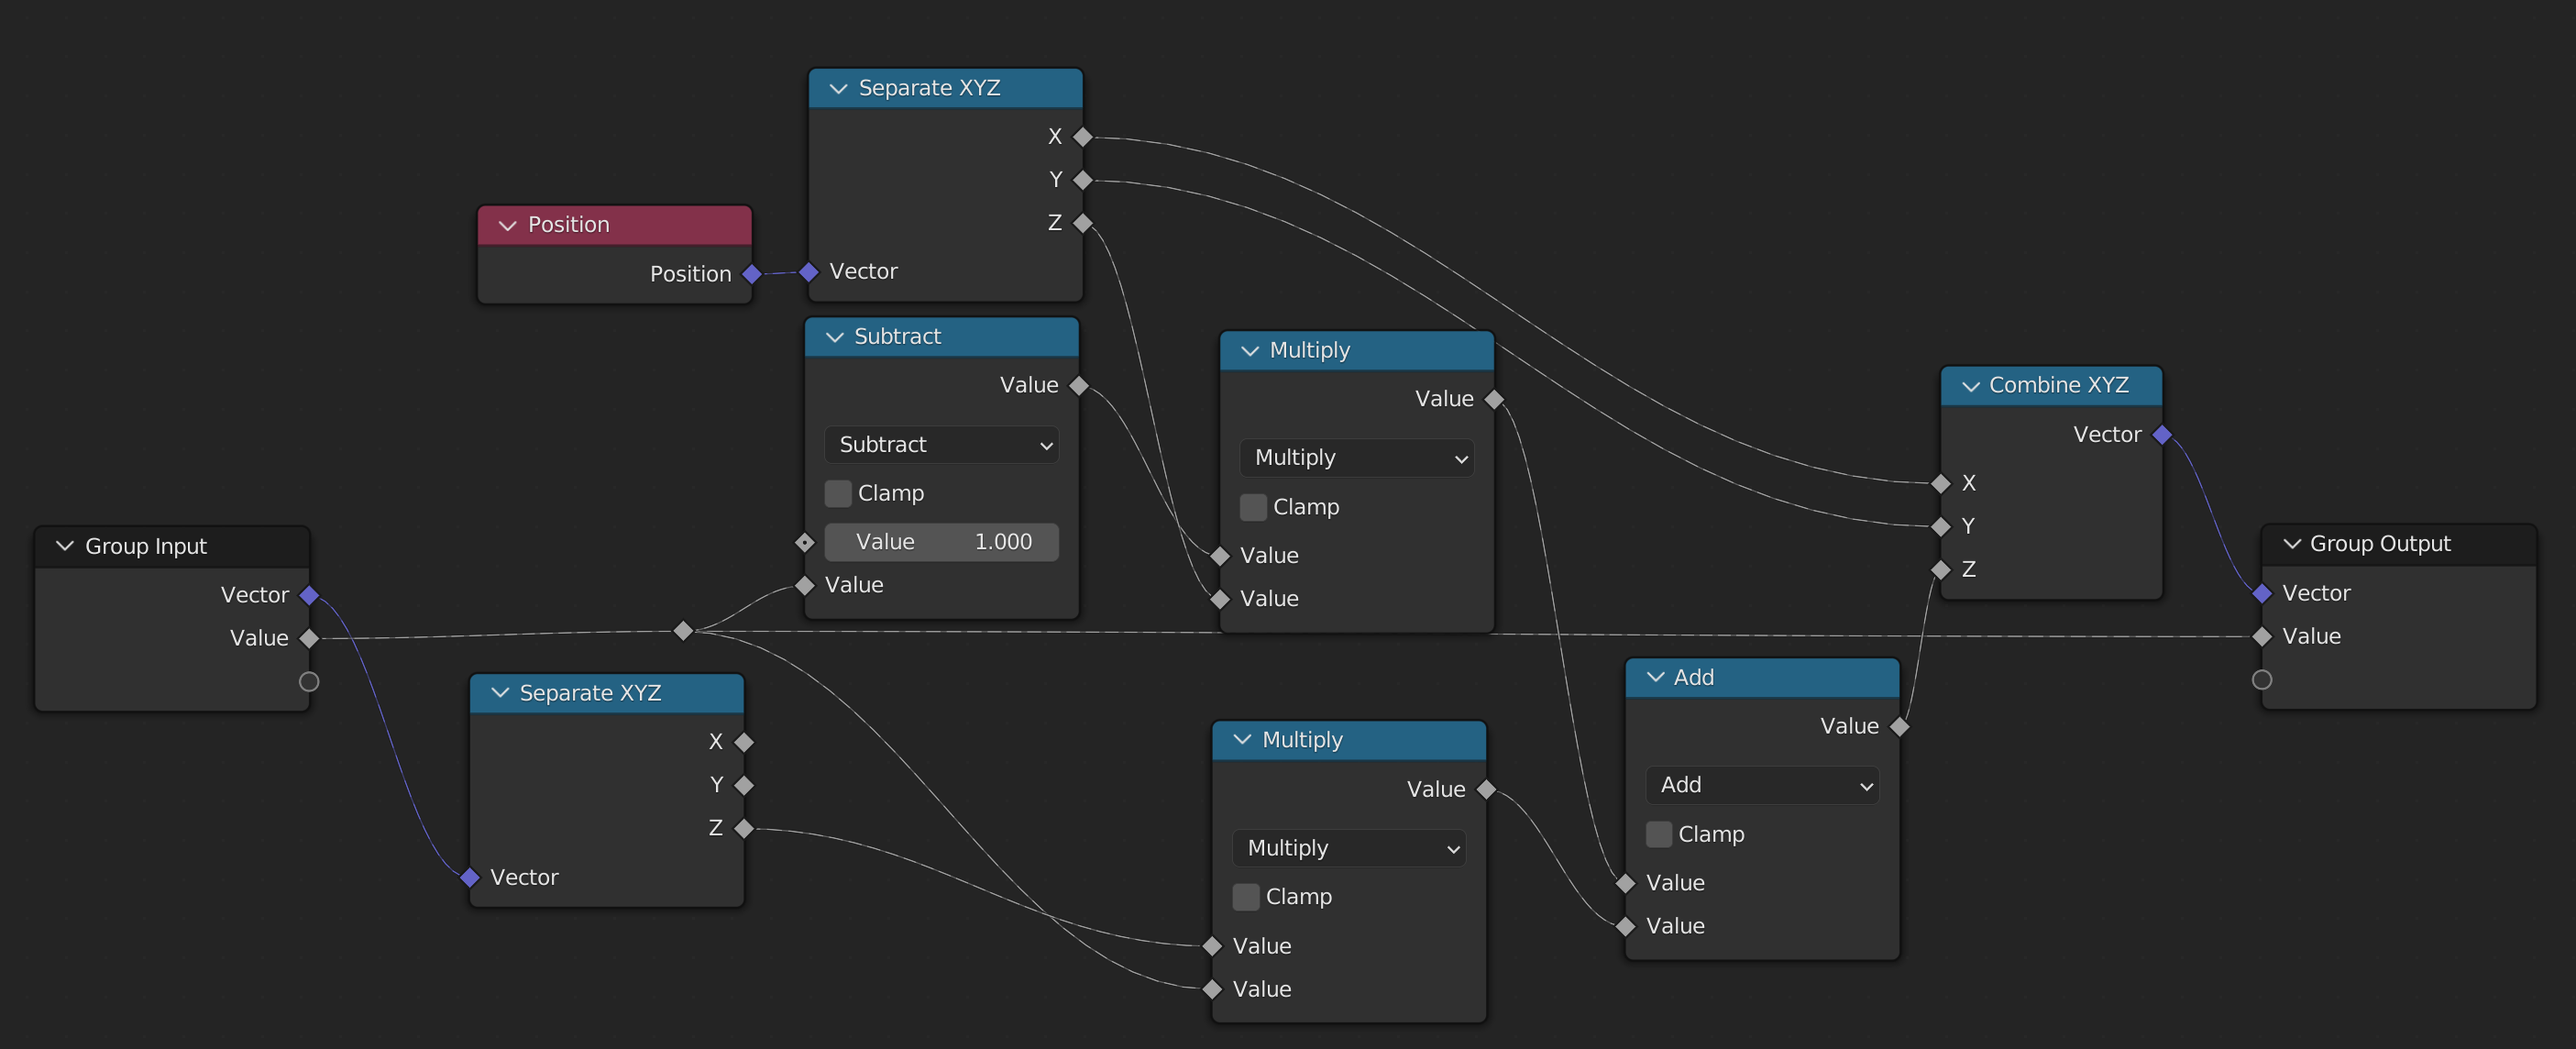 Separate XYZ
X
Y
Z
Vector
Position
Position
Subtract
Value
Subtract
Clamp
Value 1.000
Value
Multiply
Value
Multiply
Clamp
Value
Value
Combine XYZ
Vector
X
Y
Z
Group Input
Vector
Value
Group Output
Vector
Value
Separate XYZ
X
Y
Z
Vector
Multiply
Value
Multiply
Clamp
Value
Value
Add
Value
Add
Clamp
Value
Value